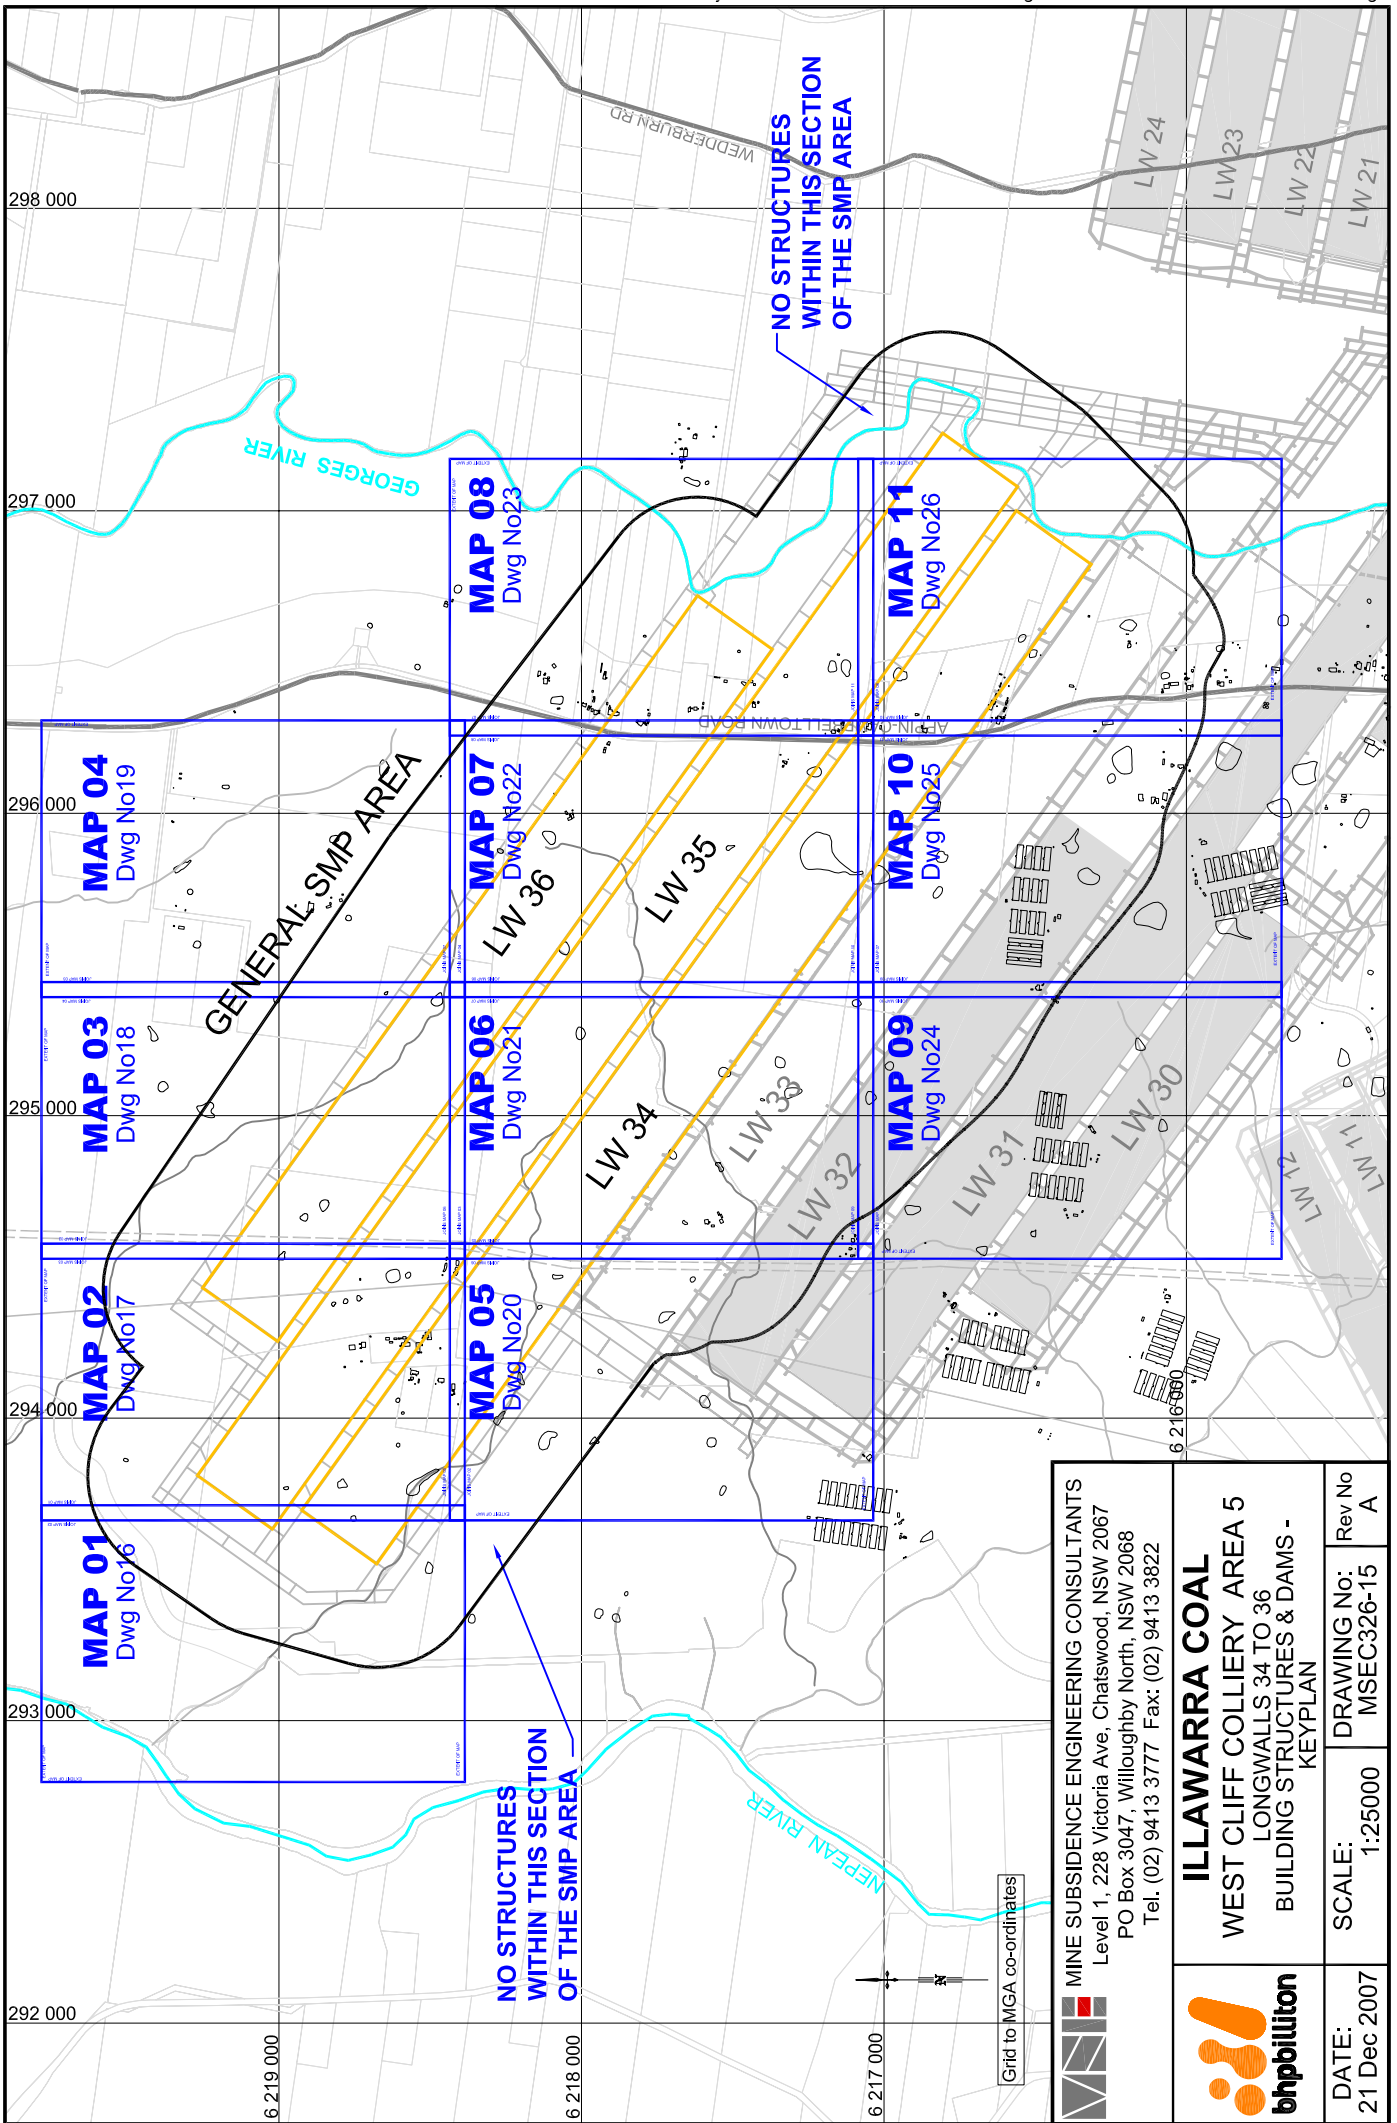 298 000
297 000
296 000
295 000
294 000
293 000
292 000
6 219 000
6 218 000
6 217 000
6 216 000
WEDDERBURN RD
GEORGES RIVER
NEPEAN RIVER
GENERAL SMP AREA
NO STRUCTURES
WITHIN THIS SECTION
OF THE SMP AREA
NO STRUCTURES
WITHIN THIS SECTION
OF THE SMP AREA
MAP 01
Dwg No16
MAP 02
Dwg No17
MAP 03
Dwg No18
MAP 04
Dwg No19
MAP 05
Dwg No20
MAP 06
Dwg No21
MAP 07
Dwg No22
MAP 08
Dwg No23
MAP 09
Dwg No24
MAP 10
Dwg No25
MAP 11
Dwg No26
LW 36
LW 35
LW 34
LW 33
LW 32
LW 31
LW 30
LW 24
LW 23
LW 22
LW 21
LW 12
LW 11
N
Grid to MGA co-ordinates
MINE SUBSIDENCE ENGINEERING CONSULTANTS
Level 1, 228 Victoria Ave, Chatswood, NSW 2067
PO Box 3047, Willoughby North, NSW 2068
Tel. (02) 9413 3777 Fax: (02) 9413 3822
bhpbilliton
ILLAWARRA COAL
WEST CLIFF COLLIERY AREA 5
LONGWALLS 34 TO 36
BUILDING STRUCTURES & DAMS -
KEYPLAN
DATE:
21 Dec 2007
SCALE:
1:25000
DRAWING No:
MSEC326-15
Rev No
A